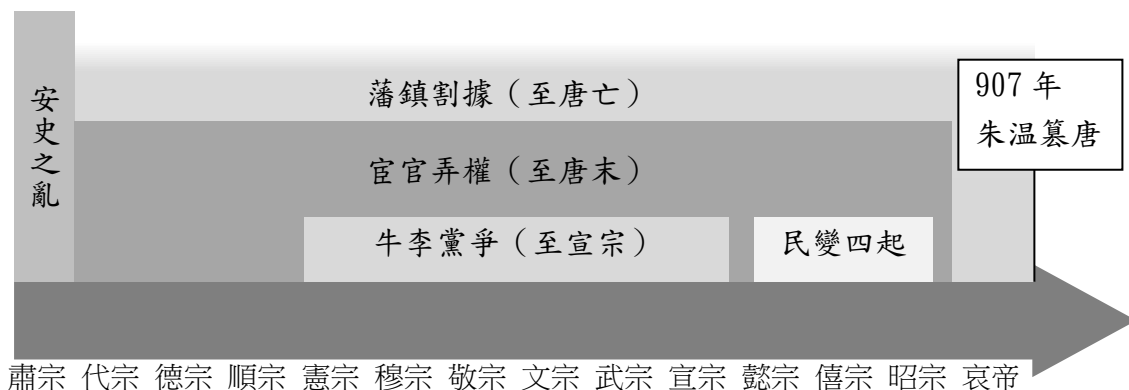 安史之亂
藩鎮割據（至唐亡）
907 年
朱温篡唐
宦官弄權（至唐末）
牛李黨爭（至宣宗）
民變四起
肅宗 代宗 德宗 順宗 憲宗 穆宗 敬宗 文宗 武宗 宣宗 懿宗 僖宗 昭宗 哀帝